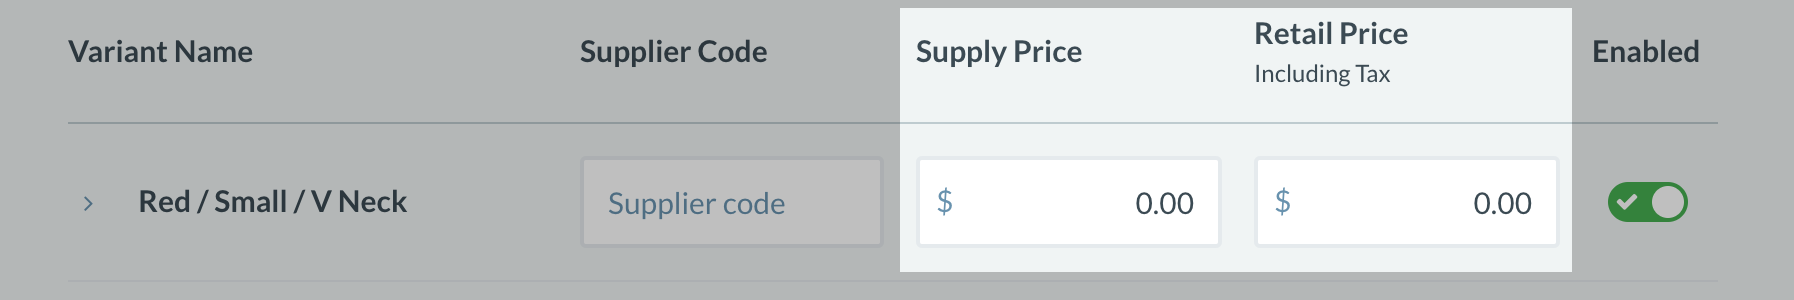 Variant Name
Supplier Code
Supply Price
Retail Price
Including Tax
Enabled
Red / Small / V Neck
Supplier code
$ 0.00
$ 0.00